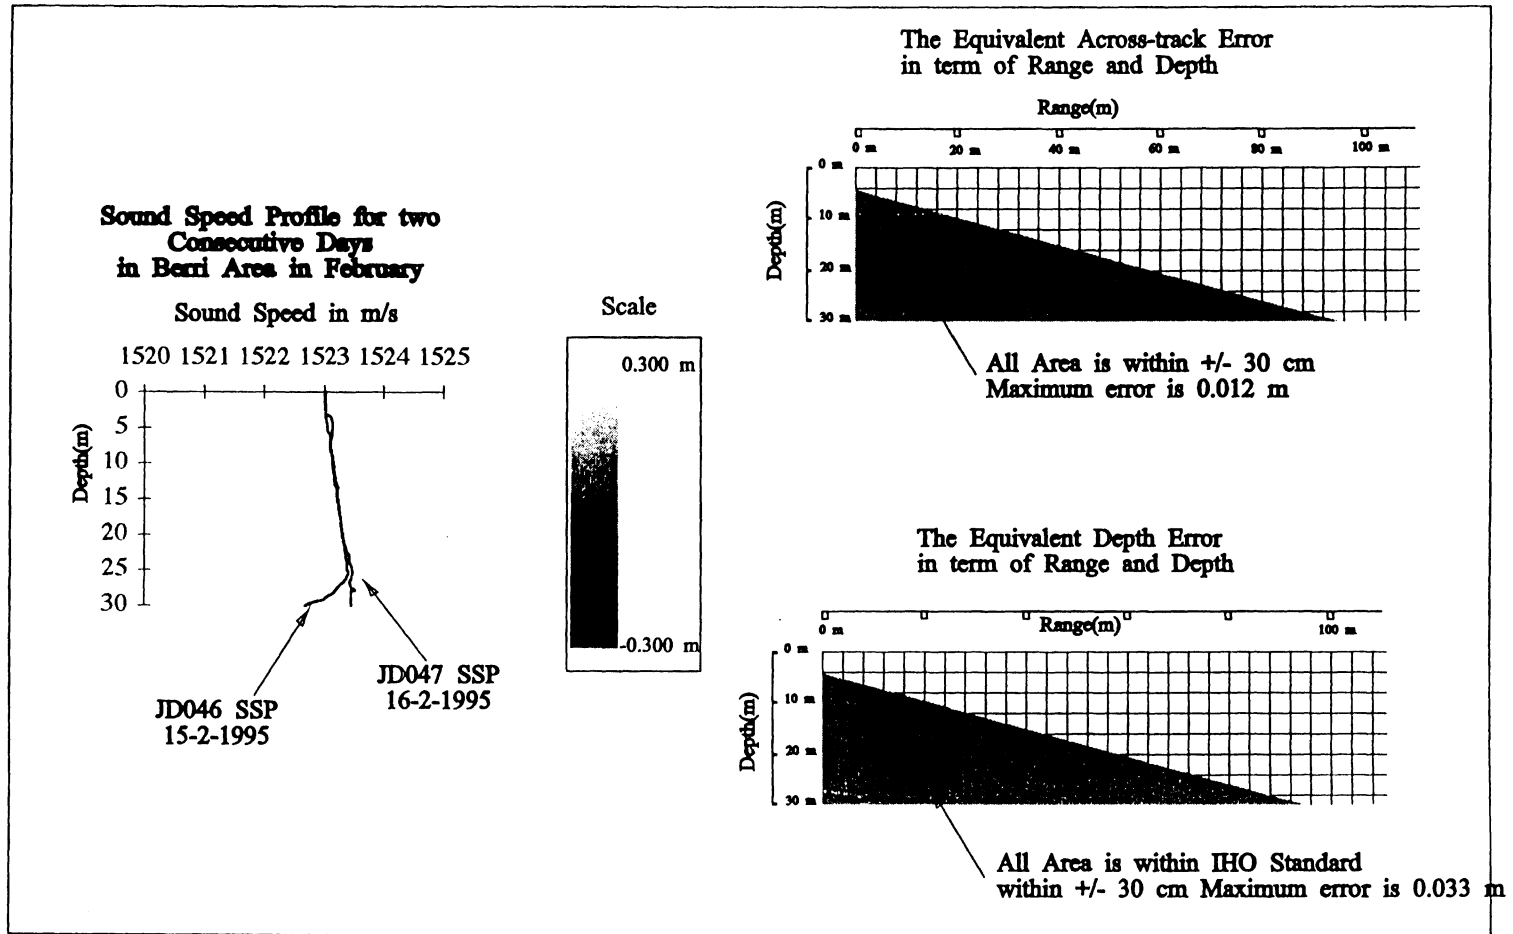 The Equivalent Across-track Error
in term of Range and Depth
Range(m)
0 m 20 m 40 m 60 m 80 m 100 m
0 m
10 m
20 m
30 m
Depth(m)
All Area is within +/- 30 cm
Maximum error is 0.012 m
Sound Speed Profile for two
Consecutive Days
in Berri Area in February
Sound Speed in m/s
1520 1521 1522 1523 1524 1525
0
5
10
15
20
25
30
Depth(m)
JD046 SSP
15-2-1995
JD047 SSP
16-2-1995
Scale
0.300 m
-0.300 m
The Equivalent Depth Error
in term of Range and Depth
0 m Range(m) 100 m
0 m
10 m
20 m
30 m
Depth(m)
All Area is within IHO Standard
within +/- 30 cm Maximum error is 0.033 m